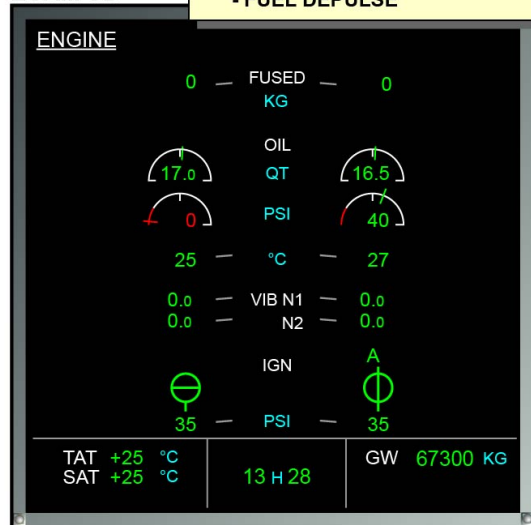 - FUEL DEPULSE
ENGINE
0 FUSED 0
KG
OIL
17.0 QT 16.5
0 PSI 40
25 °C 27
0.0 VIB N1 0.0
0.0 N2 0.0
IGN A
35 PSI 35
TAT +25 °C GW 67300 KG
SAT +25 °C 13 H 28